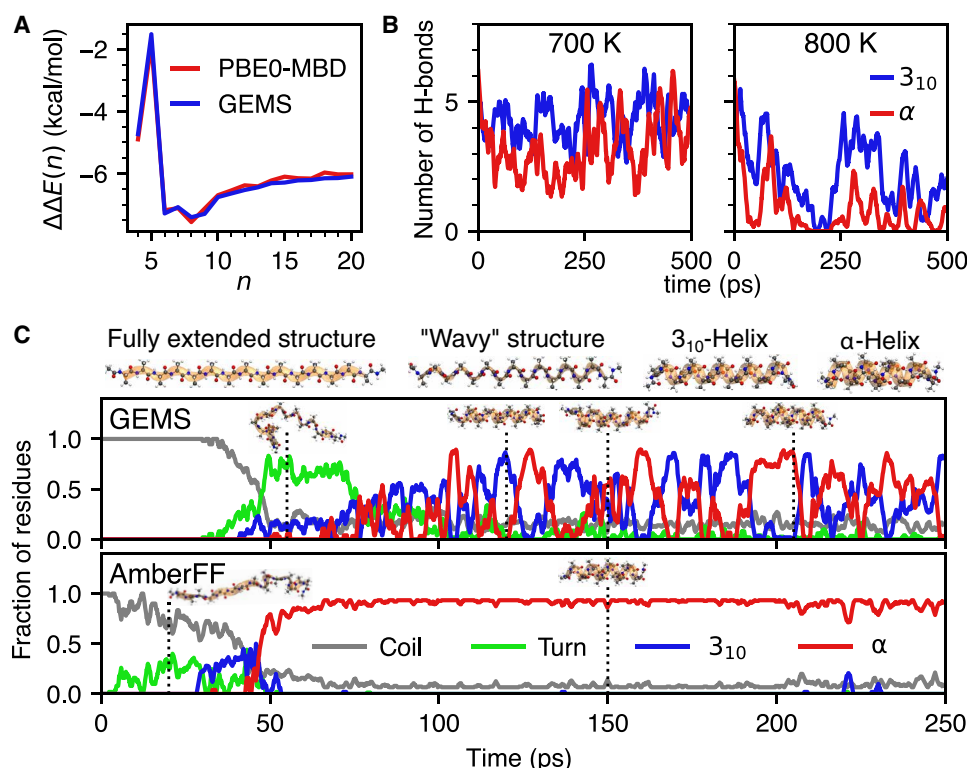 A
ΔΔE(n) (kcal/mol)
−2
−4
−6
PBE0-MBD
GEMS
5 10 15 20
n
B
Number of H-bonds
5
0
700 K
0 250 500
800 K
3₁₀
α
0 250 500
time (ps)
C
Fully extended structure "Wavy" structure 3₁₀-Helix α-Helix
Fraction of residues
GEMS
1.0
0.5
0.0
AmberFF
1.0
0.5
0.0
Coil Turn 3₁₀ α
0 50 100 150 200 250
Time (ps)